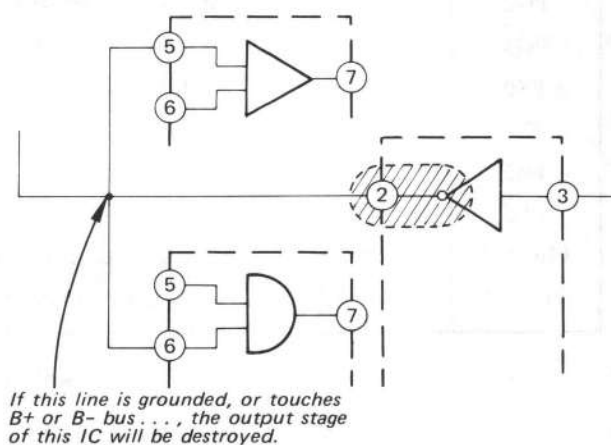 5
7
6
2
3
5
7
6
If this line is grounded, or touches
B+ or B- bus . . . , the output stage
of this IC will be destroyed.